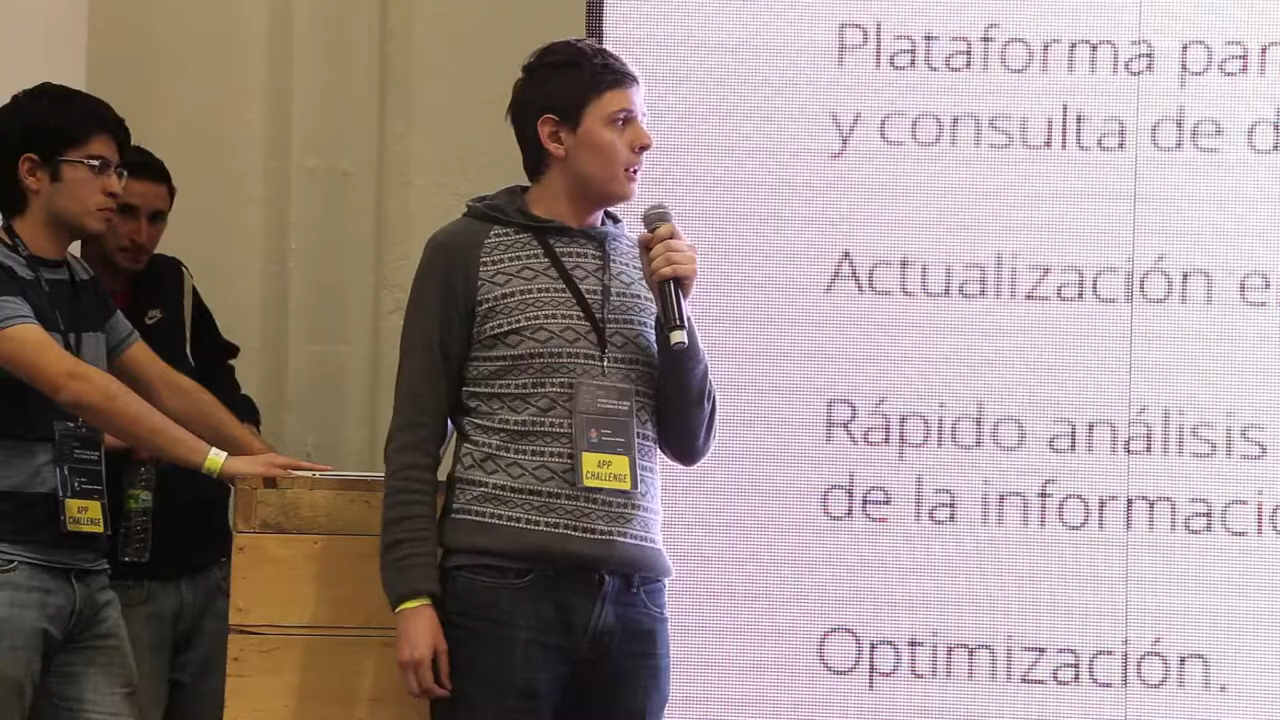 Plataforma par
y consulta de d
Actualización e
Rápido análisis
de la informació
Optimización.
APP
CHALLENGE
APP
CHALLENGE